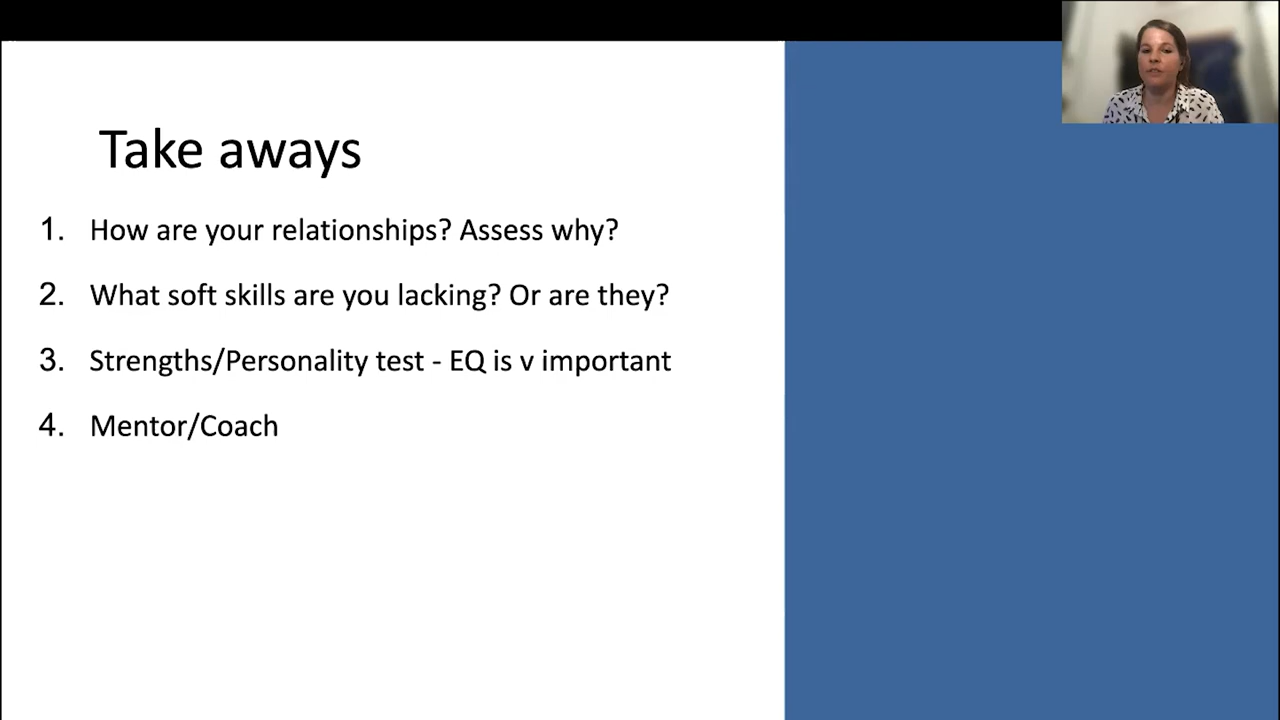 Take aways
1. How are your relationships? Assess why?
2. What soft skills are you lacking? Or are they?
3. Strengths/Personality test - EQ is v important
4. Mentor/Coach